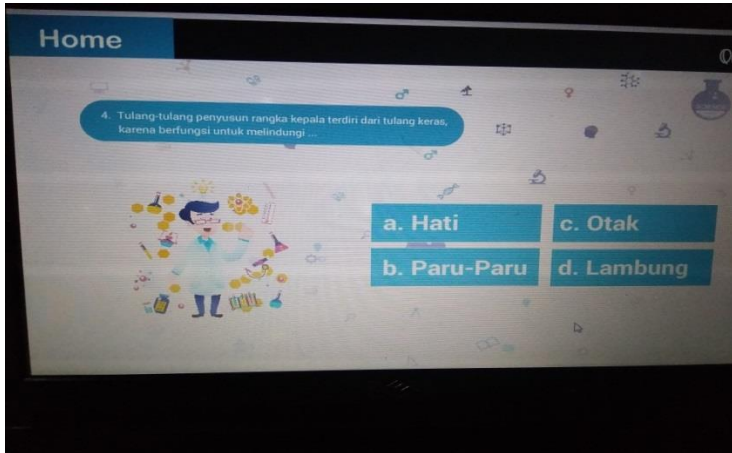 Home
4. Tulang-tulang penyusun rangka kepala terdiri dari tulang keras,
karena berfungsi untuk melindungi ...
a. Hati
c. Otak
b. Paru-Paru
d. Lambung